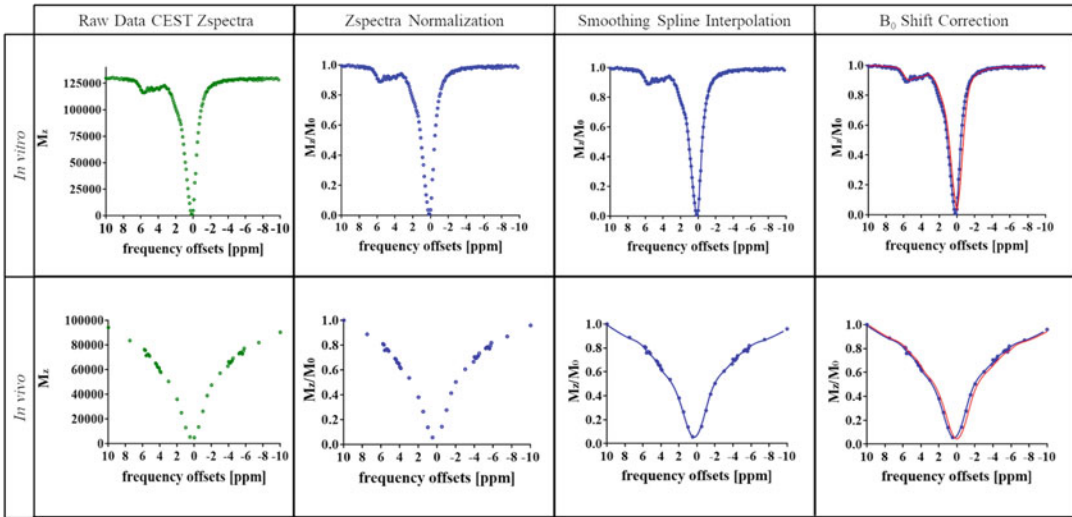 Raw Data CEST Zspectra
Zspectra Normalization
Smoothing Spline Interpolation
B₀ Shift Correction
In vitro
Mz
125000
100000
75000
50000
25000
0
10 8 6 4 2 0 -2 -4 -6 -8 -10
frequency offsets [ppm]
Mz/M0
1.0
0.8
0.6
0.4
0.2
0.0
10 8 6 4 2 0 -2 -4 -6 -8 -10
frequency offsets [ppm]
Mz/M0
1.0
0.8
0.6
0.4
0.2
0.0
10 8 6 4 2 0 -2 -4 -6 -8 -10
frequency offsets [ppm]
Mz/M0
1.0
0.8
0.6
0.4
0.2
0.0
10 8 6 4 2 0 -2 -4 -6 -8 -10
frequency offsets [ppm]
In vivo
Mz
100000
80000
60000
40000
20000
0
10 8 6 4 2 0 -2 -4 -6 -8 -10
frequency offsets [ppm]
Mz/M0
1.0
0.8
0.6
0.4
0.2
0.0
10 8 6 4 2 0 -2 -4 -6 -8 -10
frequency offsets [ppm]
Mz/M0
1.0
0.8
0.6
0.4
0.2
0.0
10 8 6 4 2 0 -2 -4 -6 -8 -10
frequency offsets [ppm]
Mz/M0
1.0
0.8
0.6
0.4
0.2
0.0
10 8 6 4 2 0 -2 -4 -6 -8 -10
frequency offsets [ppm]